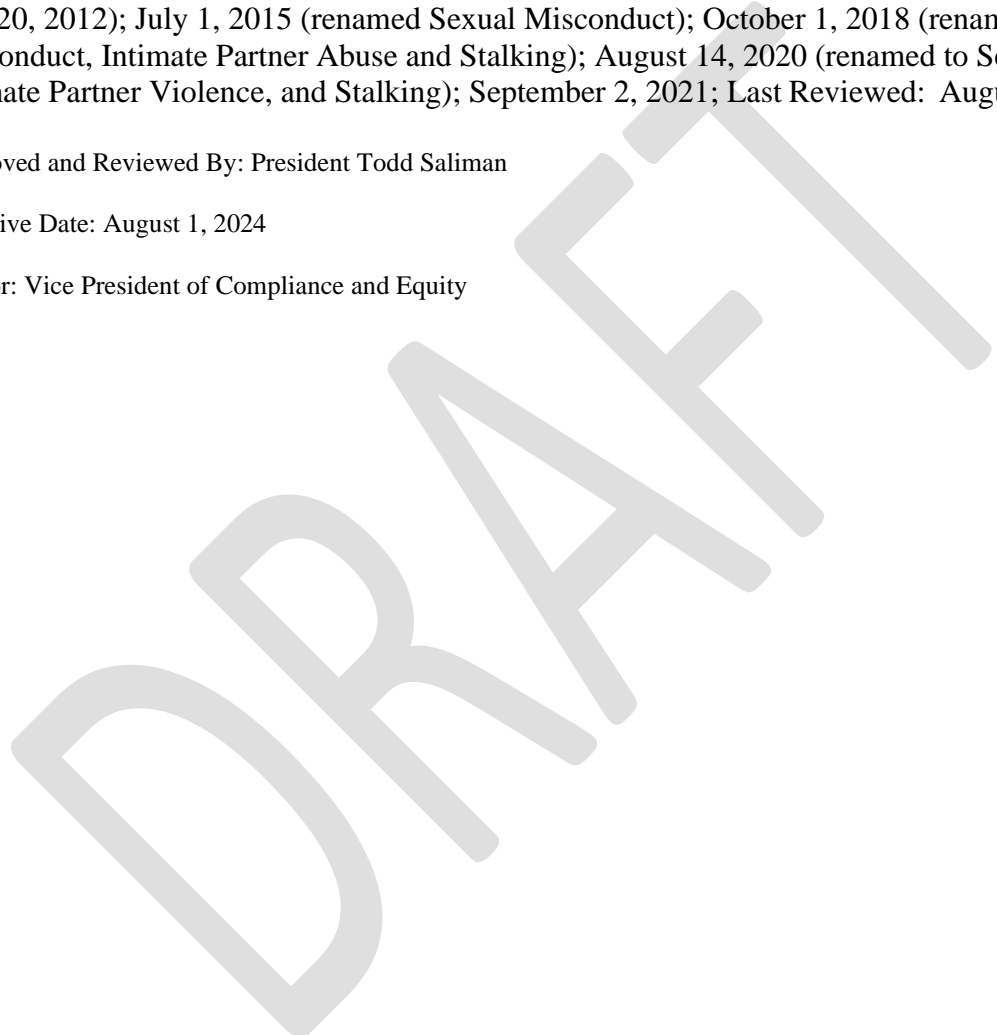 20, 2012); July 1, 2015 (renamed Sexual Misconduct); October 1, 2018 (renam
onduct, Intimate Partner Abuse and Stalking); August 14, 2020 (renamed to Se
nate Partner Violence, and Stalking); September 2, 2021; Last Reviewed: Augu
oved and Reviewed By: President Todd Saliman
ive Date: August 1, 2024
or: Vice President of Compliance and Equity
DRAFT